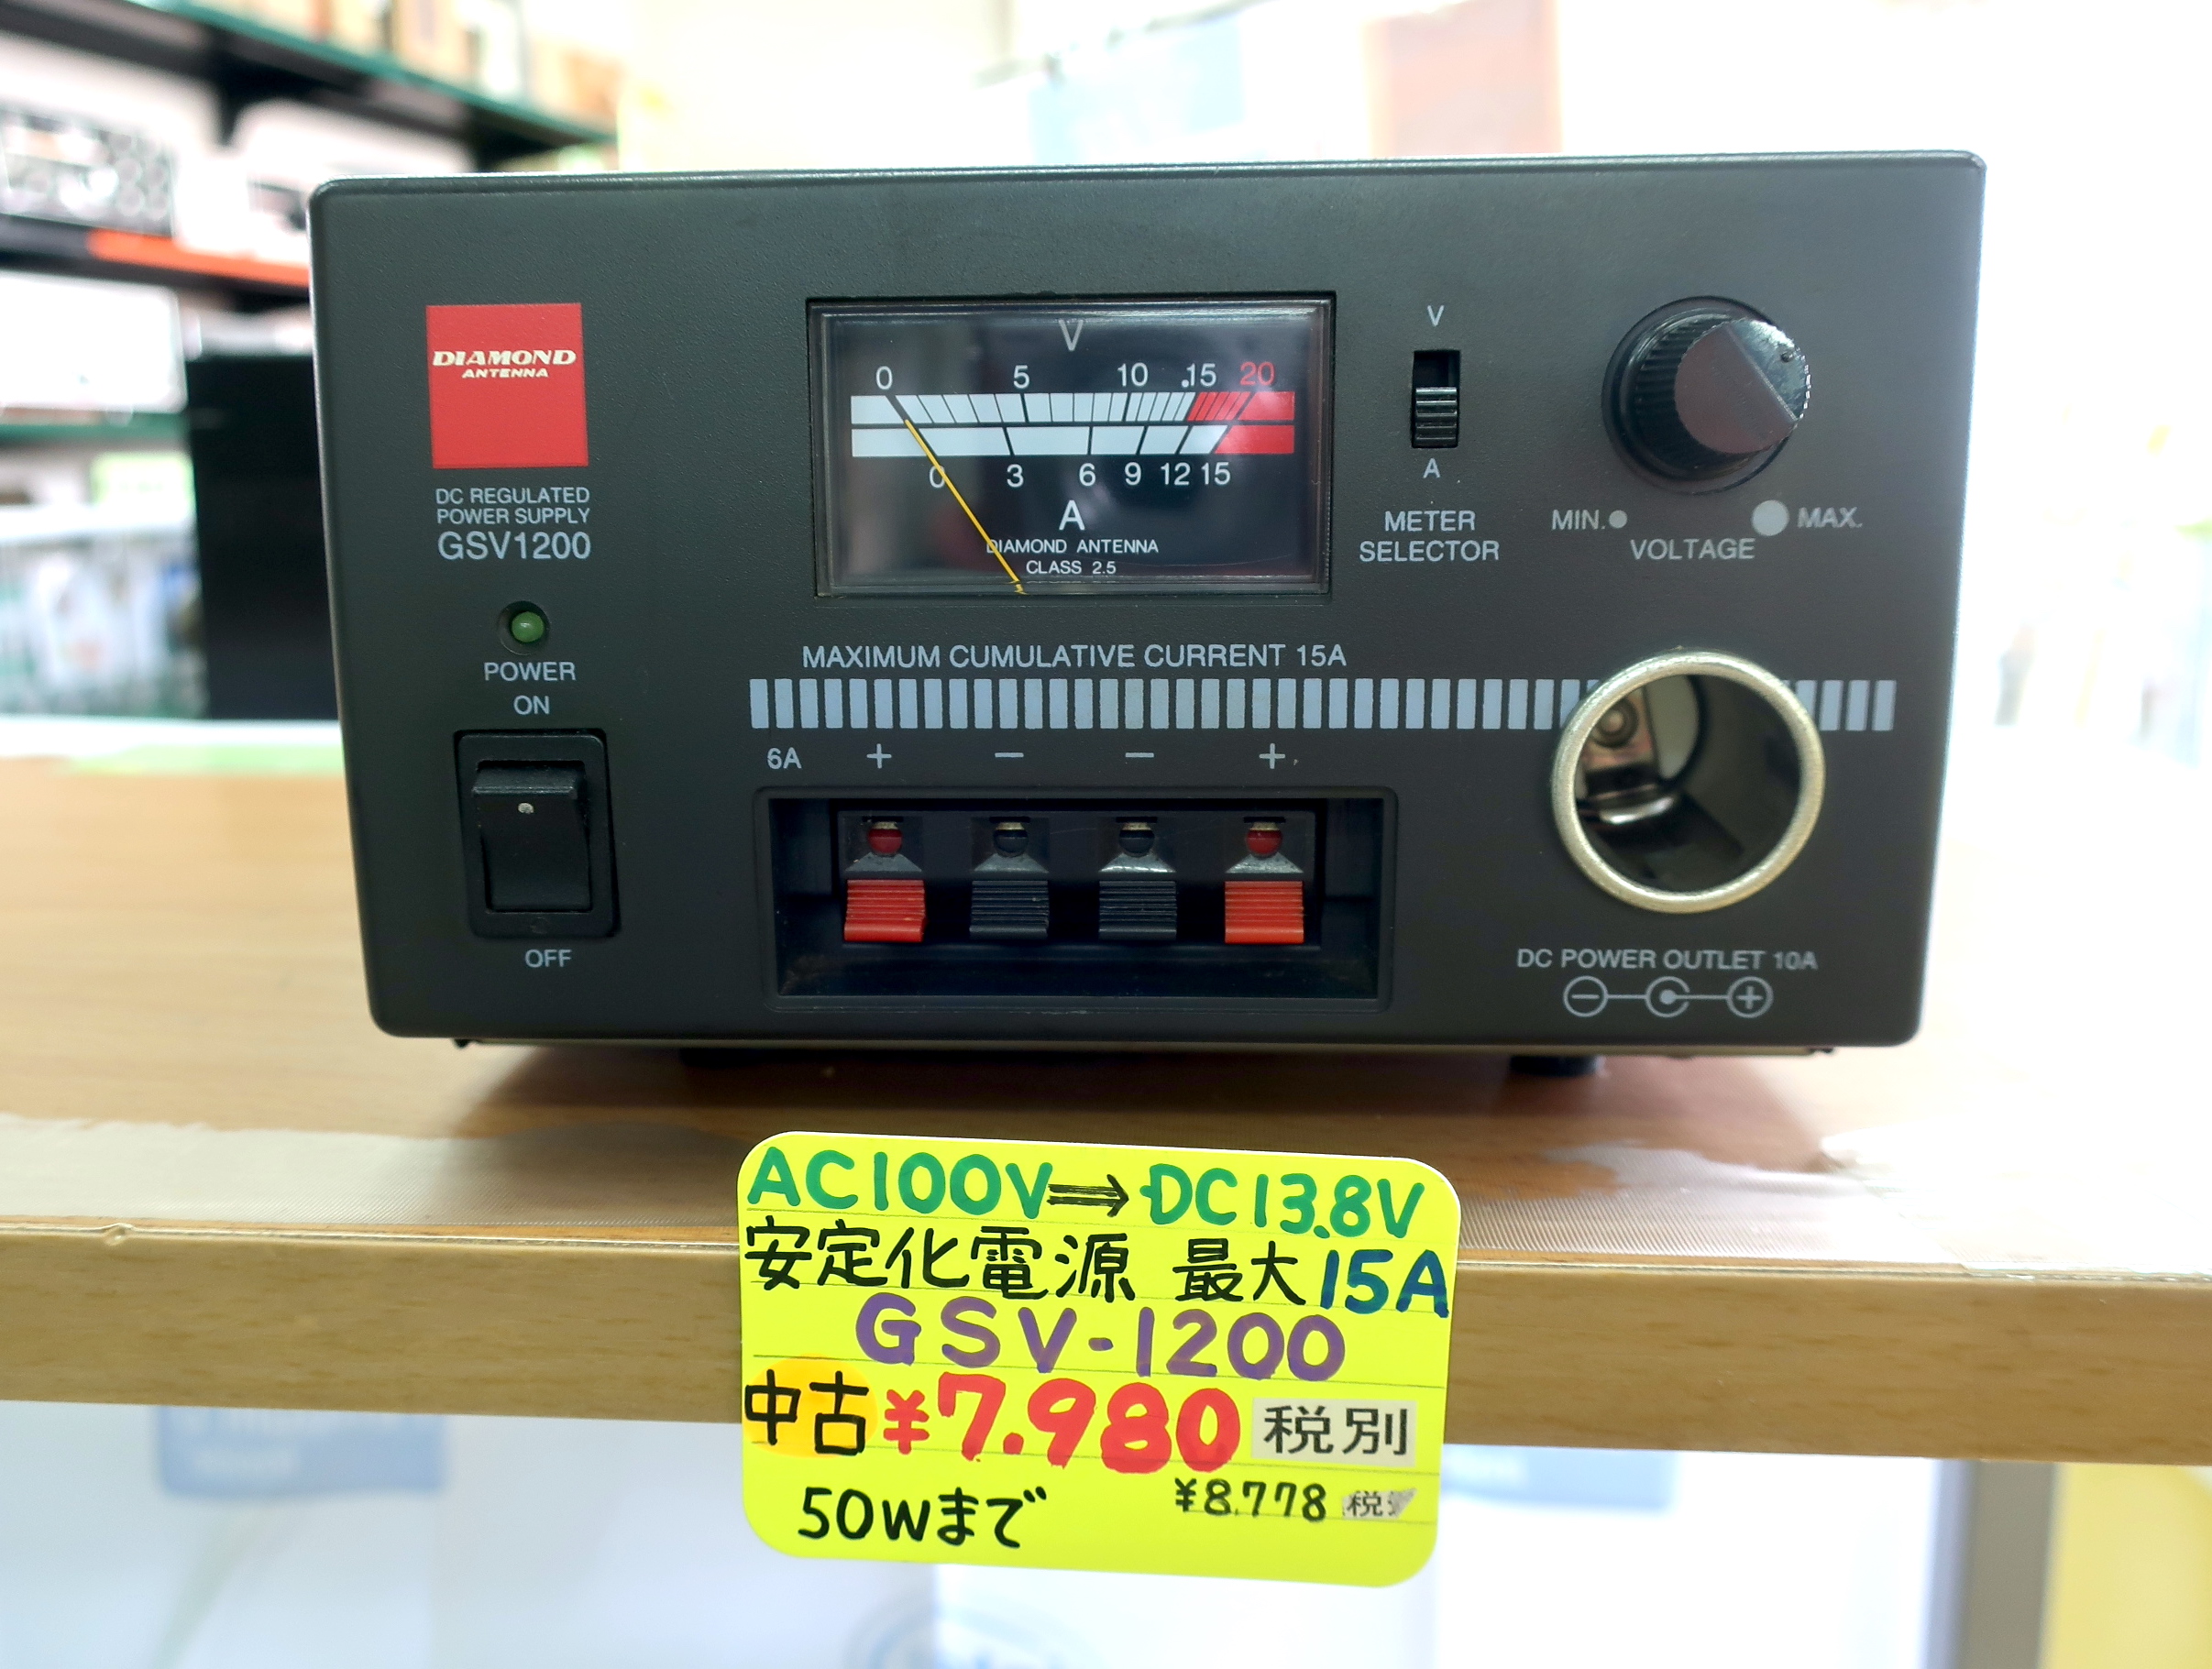 DIAMOND
ANTENNA
DC REGULATED
POWER SUPPLY
GSV1200
POWER
ON
OFF
V
0 5 10 .15 20
0 3 6 9 12 15
A
DIAMOND ANTENNA
CLASS 2.5
V
A
METER
SELECTOR
MIN. MAX.
VOLTAGE
MAXIMUM CUMULATIVE CURRENT 15A
6A + − − +
DC POWER OUTLET 10A
− +
AC100V⇒DC13.8V
安定化電源 最大15A
GSV-1200
中古 ¥7.980 税別
50Wまで ¥8.778 税